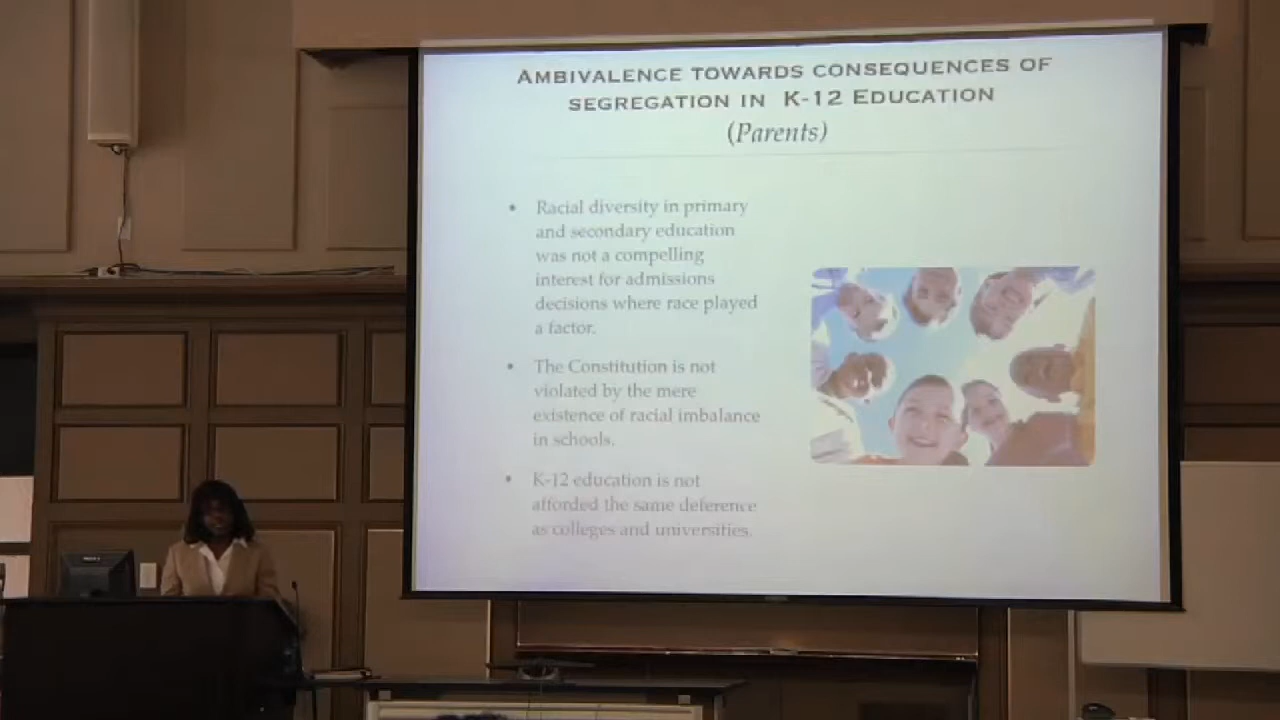 AMBIVALENCE TOWARDS CONSEQUENCES OF
SEGREGATION IN K-12 EDUCATION
(Parents)
• Racial diversity in primary
and secondary education
was not a compelling
interest for admissions
decisions where race played
a factor.
• The Constitution is not
violated by the mere
existence of racial imbalance
in schools.
• K-12 education is not
afforded the same deference
as colleges and universities.